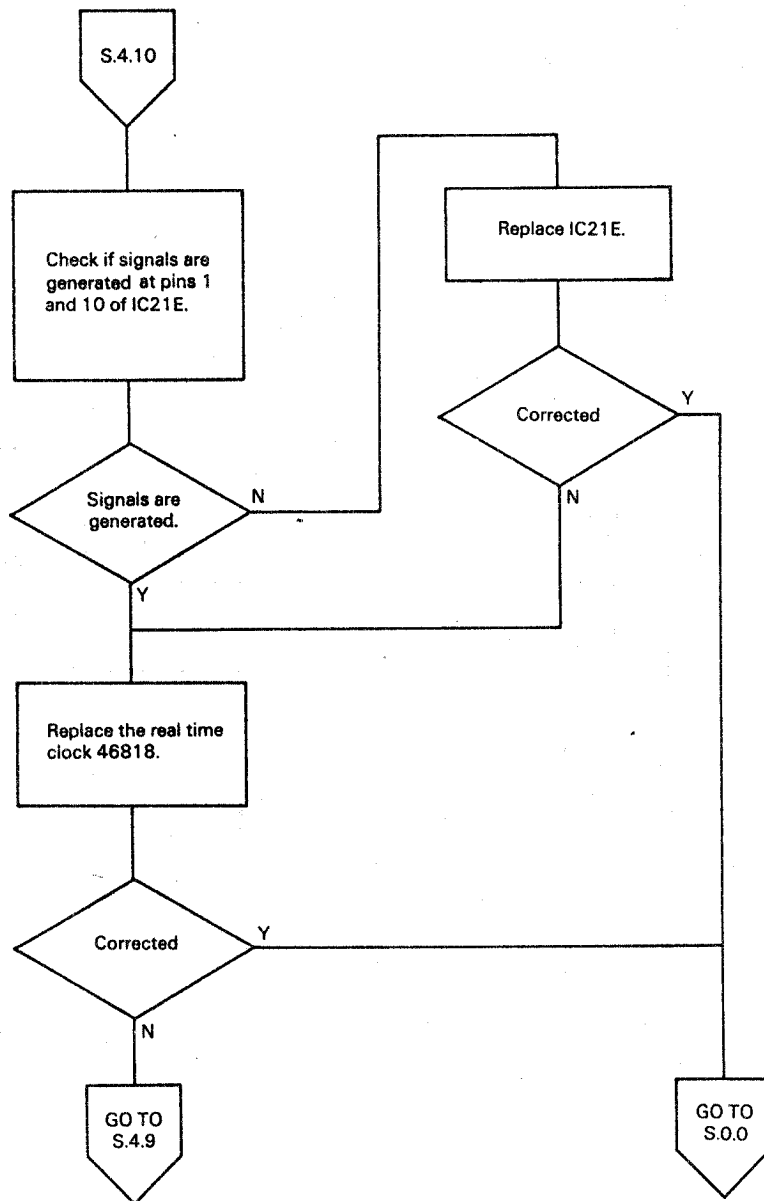 S.4.10
Check if signals are
generated at pins 1
and 10 of IC21E.
Replace IC21E.
Corrected
Y
N
Signals are
generated.
N
Y
Replace the real time
clock 46818.
Corrected
Y
N
GO TO
S.4.9
GO TO
S.0.0